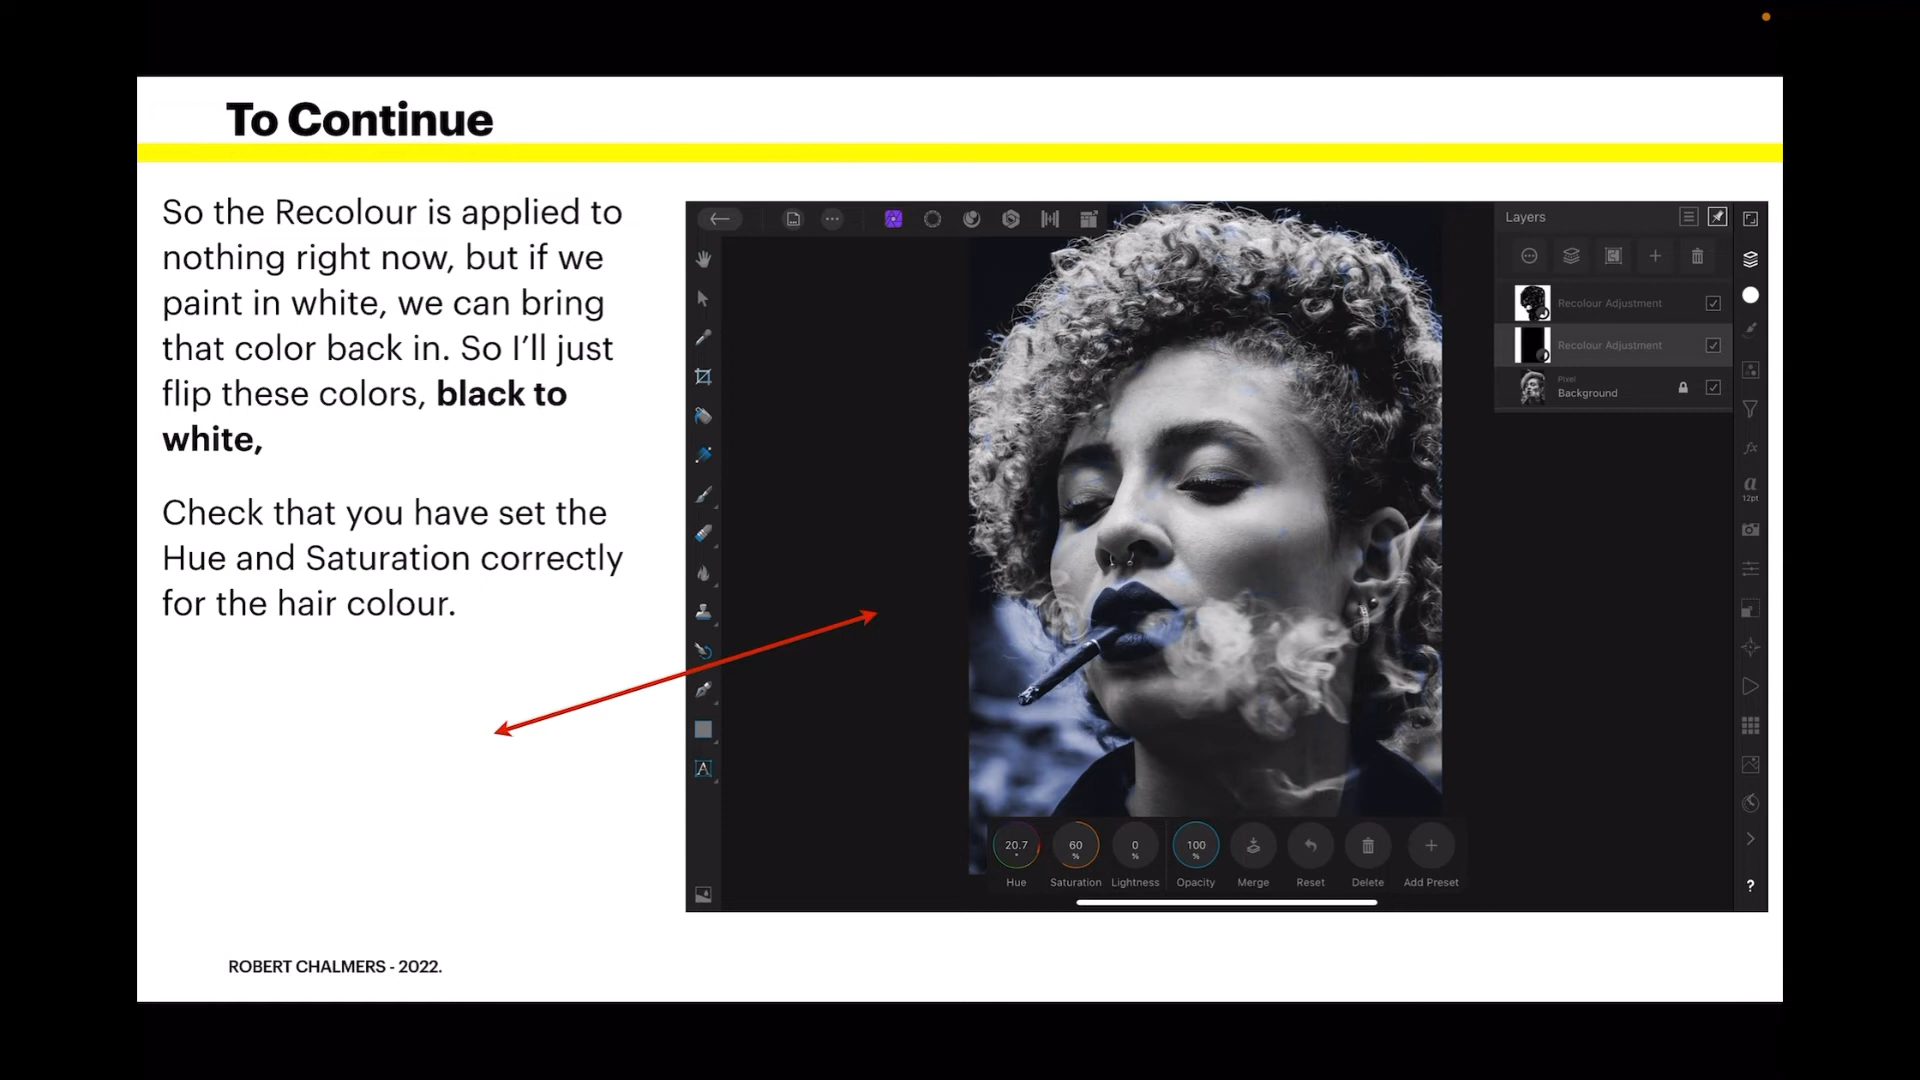 To Continue
So the Recolour is applied to
nothing right now, but if we
paint in white, we can bring
that color back in. So I’ll just
flip these colors, black to
white,
Check that you have set the
Hue and Saturation correctly
for the hair colour.
Layers
Recolour Adjustment
Recolour Adjustment
Pixel
Background
fx
a
12pt
A
20.7
°
60
%
0
%
100
%
Hue
Saturation
Lightness
Opacity
Merge
Reset
Delete
Add Preset
?
ROBERT CHALMERS - 2022.